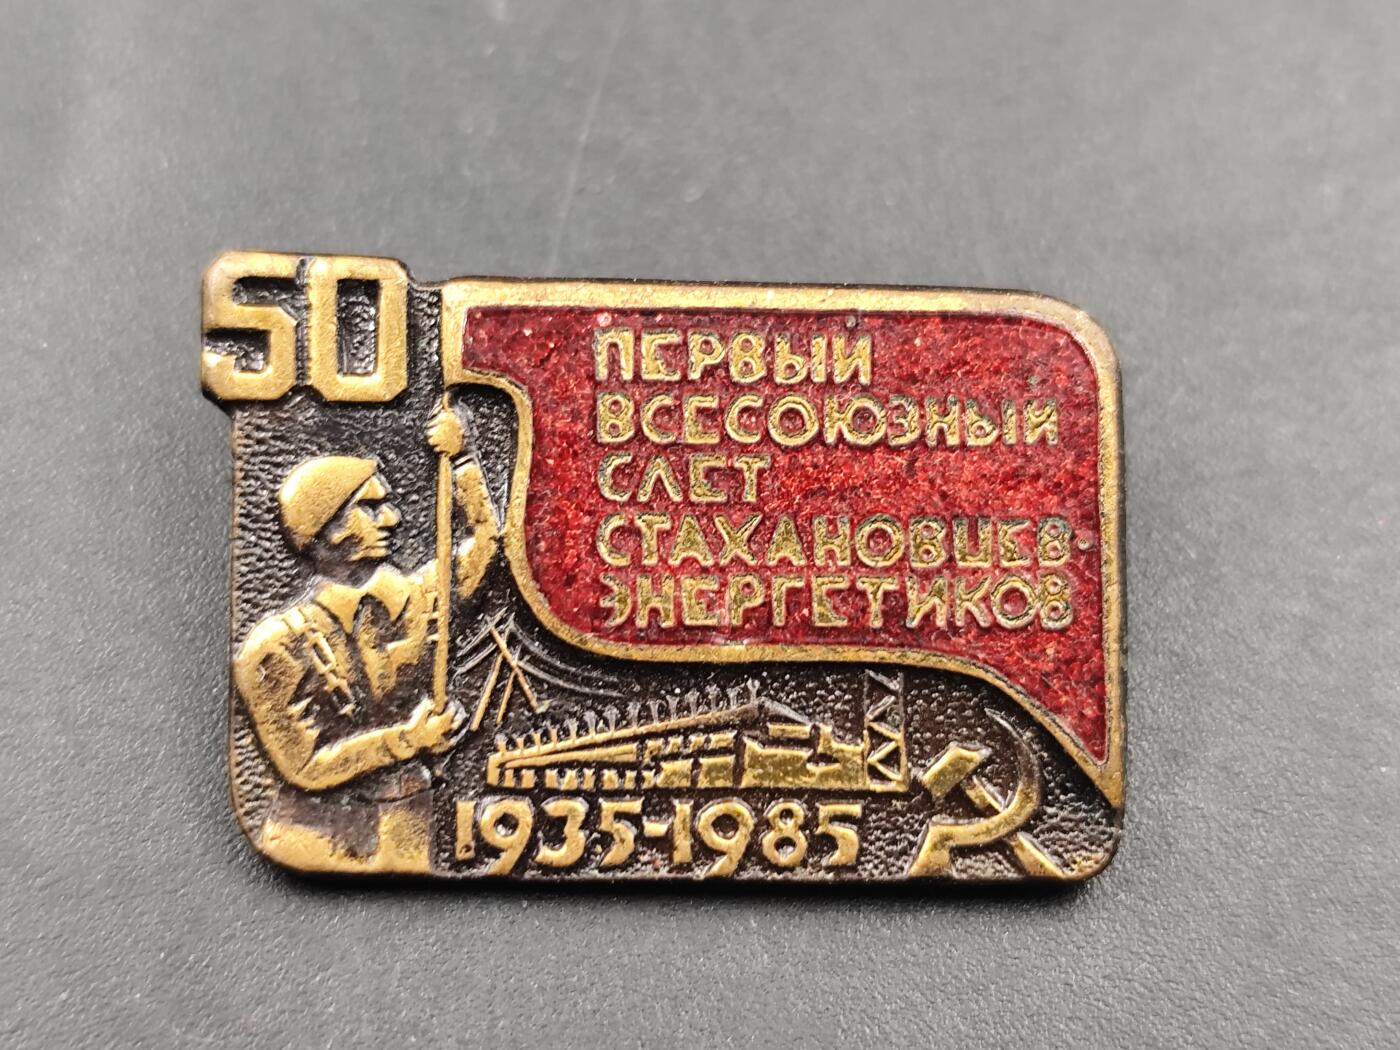 50
ПЕРВЫЙ
ВСЕСОЮЗНЫЙ
СЛЕТ
СТАХАНОВЦЕВ-
ЭНЕРГЕТИКОВ
1935-1985